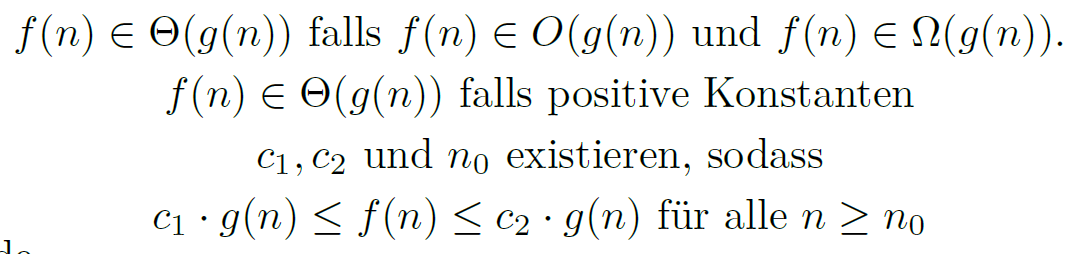 f(n) ∈ Θ(g(n)) falls f(n) ∈ O(g(n)) und f(n) ∈ Ω(g(n)).
f(n) ∈ Θ(g(n)) falls positive Konstanten
c₁, c₂ und n₀ existieren, sodass
c₁ · g(n) ≤ f(n) ≤ c₂ · g(n) für alle n ≥ n₀